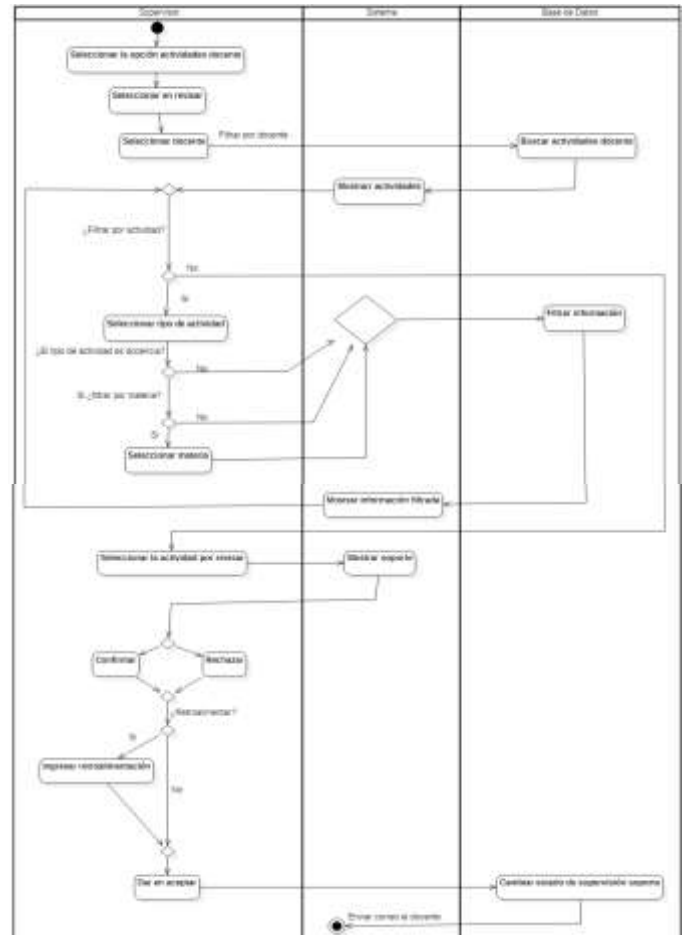 Supervisor
Sistema
Base de Datos
Seleccionar la opción actividades docente
Seleccionar en revisar
Seleccionar docente
Filtrar por docente
Buscar actividades docente
Mostrar actividades
¿Filtrar por actividad?
No
Si
Seleccionar tipo de actividad
Filtrar información
¿El tipo de actividad es docencia?
No
Si ¿filtrar por materia?
No
Si
Seleccionar materia
Mostrar información filtrada
Seleccionar la actividad por revisar
Mostrar soporte
Confirmar
Rechazar
¿Retroalimentar?
Si
Ingresar retroalimentación
No
Dar en aceptar
Cambiar estado de supervisión soporte
Enviar correo al docente